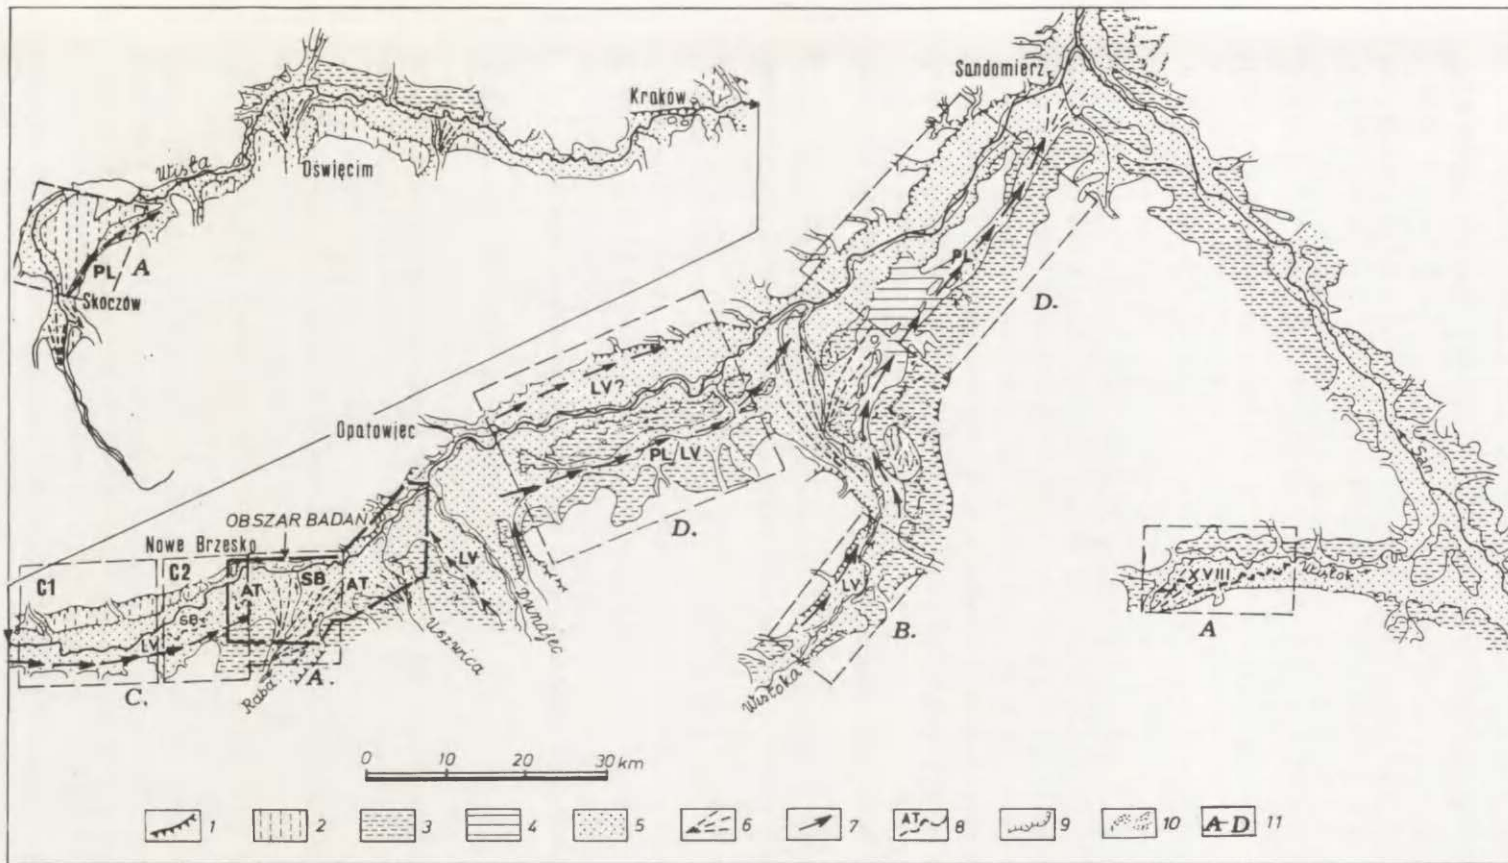 Sandomierz
Kraków
Wisła
Oświęcim
PL
A
Skoczów
PL
D.
LV?
Opatowiec
PL/LV
D.
OBSZAR BADAŃ
Nowe Brzesko
C1
C2
AT
SB
AT
LV
SB
LV
Dunajec
Uszwica
Raba
A.
C.
LV
B.
Wisłoka
San
XVIII
Wisłok
A
0 10 20 30 km
1 2 3 4 5 6 7 AT 8 9 10 A-D 11